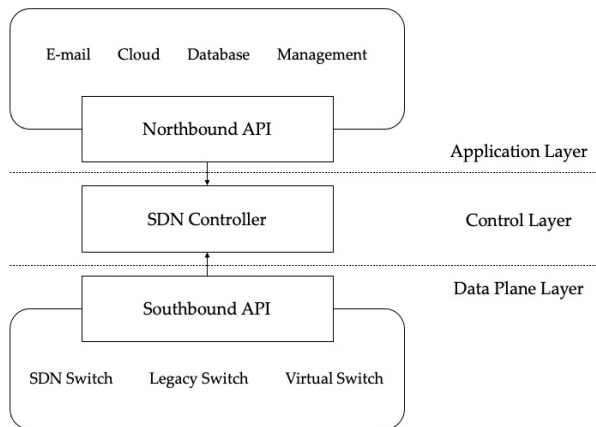 E-mail Cloud Database Management
Northbound API
Application Layer
SDN Controller
Control Layer
Data Plane Layer
Southbound API
SDN Switch Legacy Switch Virtual Switch